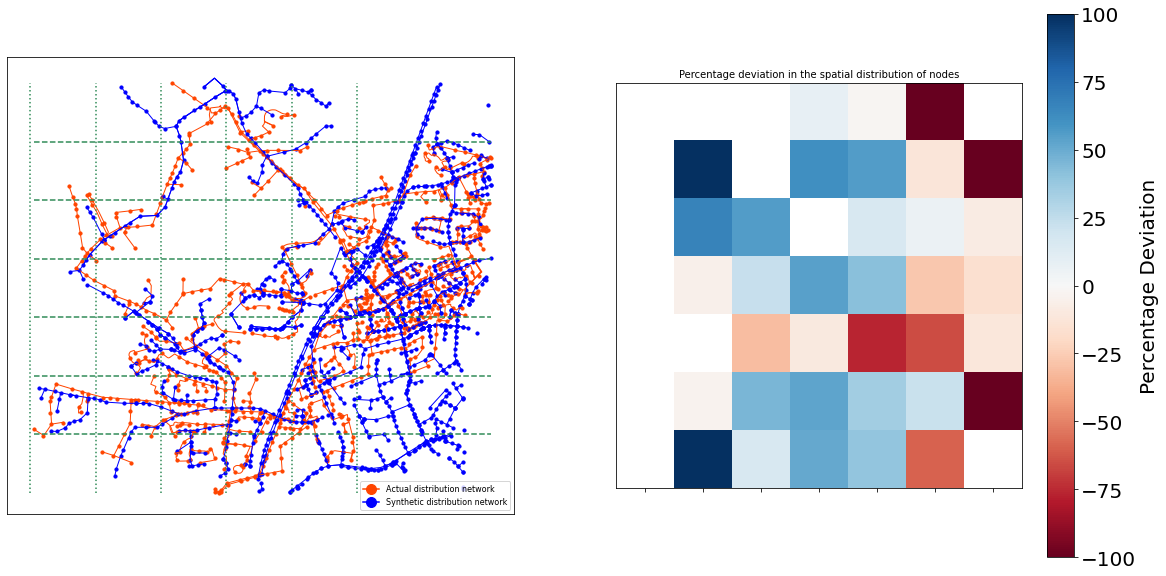 Actual distribution network
Synthetic distribution network
Percentage deviation in the spatial distribution of nodes
100
75
50
25
0
−25
−50
−75
−100
Percentage Deviation